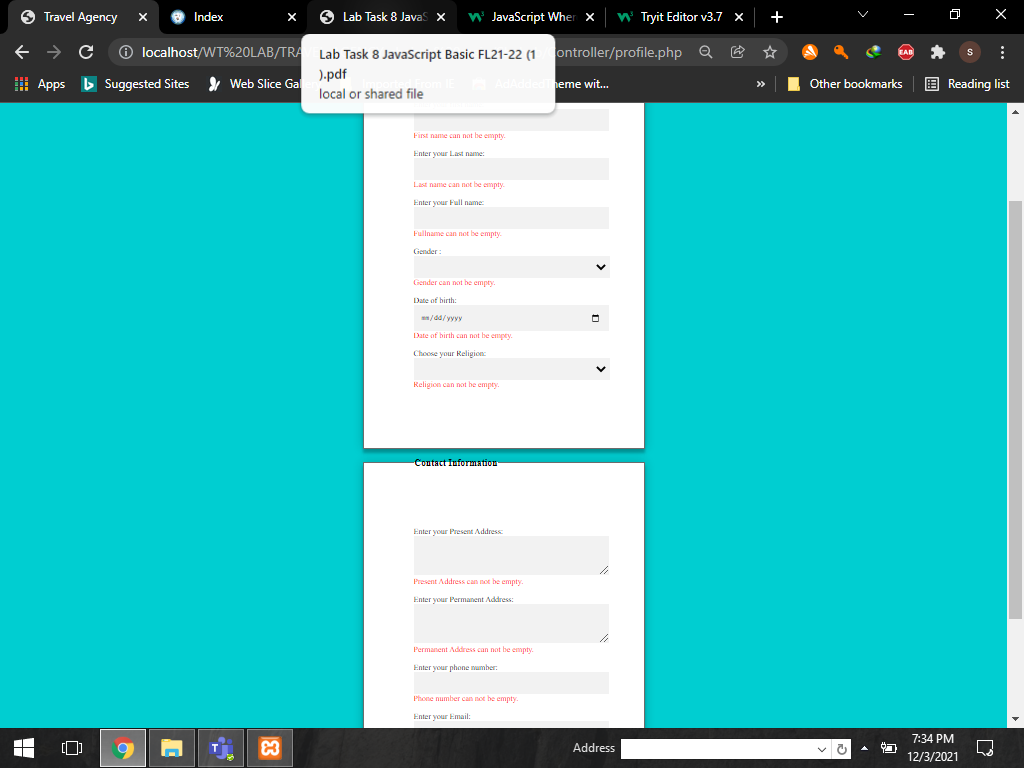 Travel Agency
Index
Lab Task 8 JavaS
JavaScript Wher
Tryit Editor v3.7
localhost/WT%20LAB/TRA
controller/profile.php
Lab Task 8 JavaScript Basic FL21-22 (1
).pdf
local or shared file
Apps
Suggested Sites
Web Slice Gal
Imported From IE
AdAddedTheme wit...
»
Other bookmarks
Reading list
First name can not be empty.
Enter your Last name:
Last name can not be empty.
Enter your Full name:
Fullname can not be empty.
Gender :
Gender can not be empty.
Date of birth:
mm/dd/yyyy
Date of birth can not be empty.
Choose your Religion:
Religion can not be empty.
Contact Information
Enter your Present Address:
Present Address can not be empty.
Enter your Permanent Address:
Permanent Address can not be empty.
Enter your phone number:
Phone number can not be empty.
Enter your Email:
Address
7:34 PM
12/3/2021